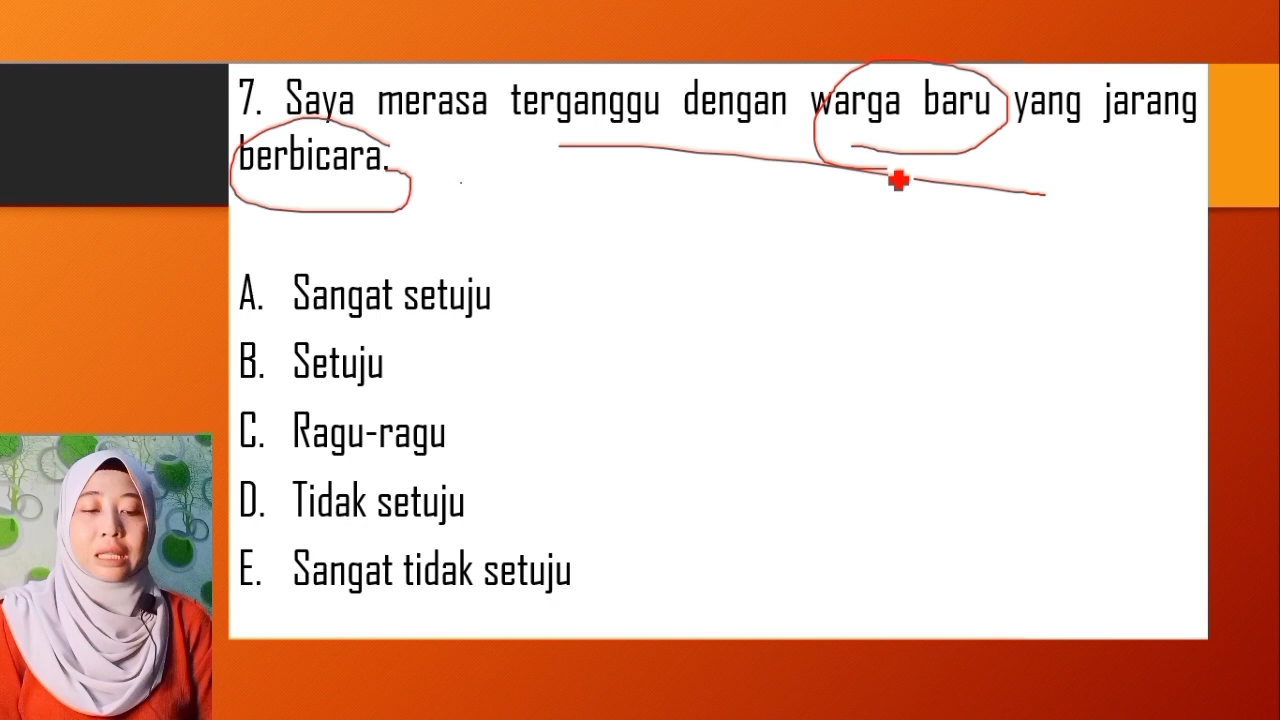 7. Saya merasa terganggu dengan warga baru yang jarang
berbicara.
A. Sangat setuju
B. Setuju
C. Ragu-ragu
D. Tidak setuju
E. Sangat tidak setuju